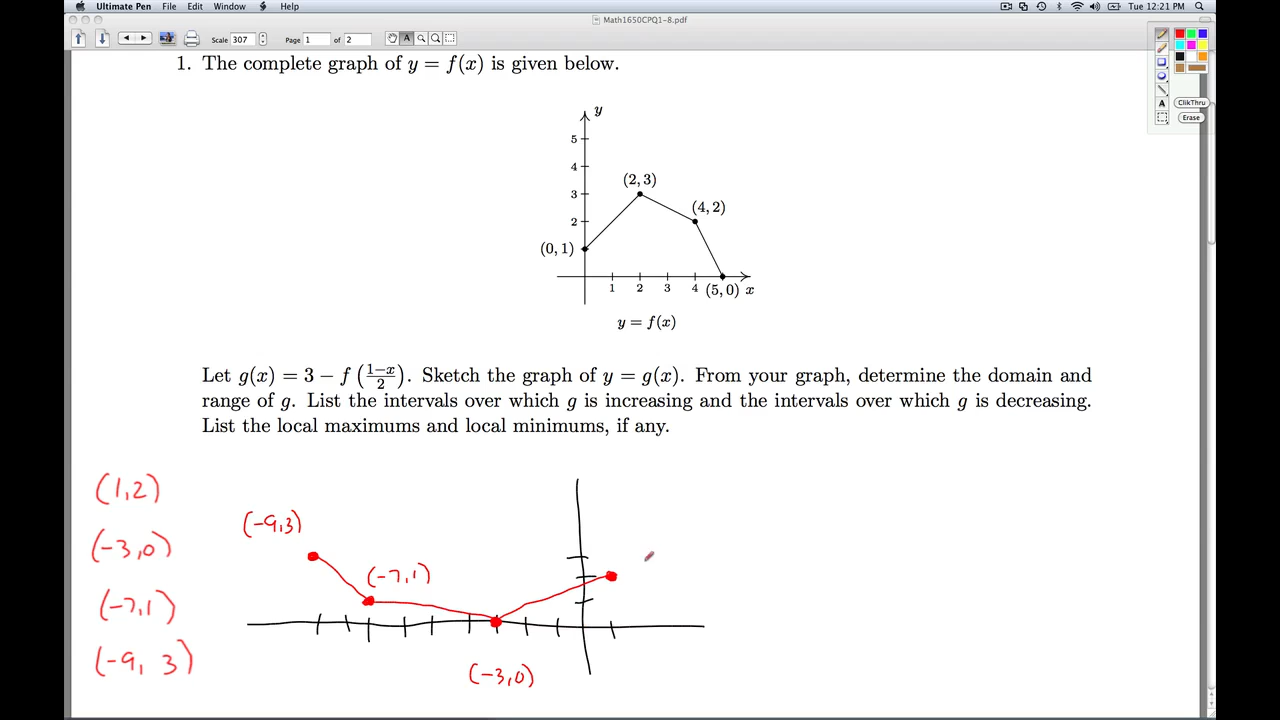 Ultimate Pen File Edit Window Help Tue 12:21 PM
Math1650CPQ1-8.pdf
Scale 307 Page 1 of 2 A
A
ClikThru
Erase
1. The complete graph of y = f(x) is given below.
y
5
4
(2, 3)
3
(4, 2)
2
(0, 1)
1 2 3 4 (5, 0) x
y = f(x)
Let g(x) = 3 − f((1−x)/2). Sketch the graph of y = g(x). From your graph, determine the domain and
range of g. List the intervals over which g is increasing and the intervals over which g is decreasing.
List the local maximums and local minimums, if any.
(1,2)
(-3,0)
(-7,1)
(-9, 3)
(-9,3)
(-7,1)
(-3,0)